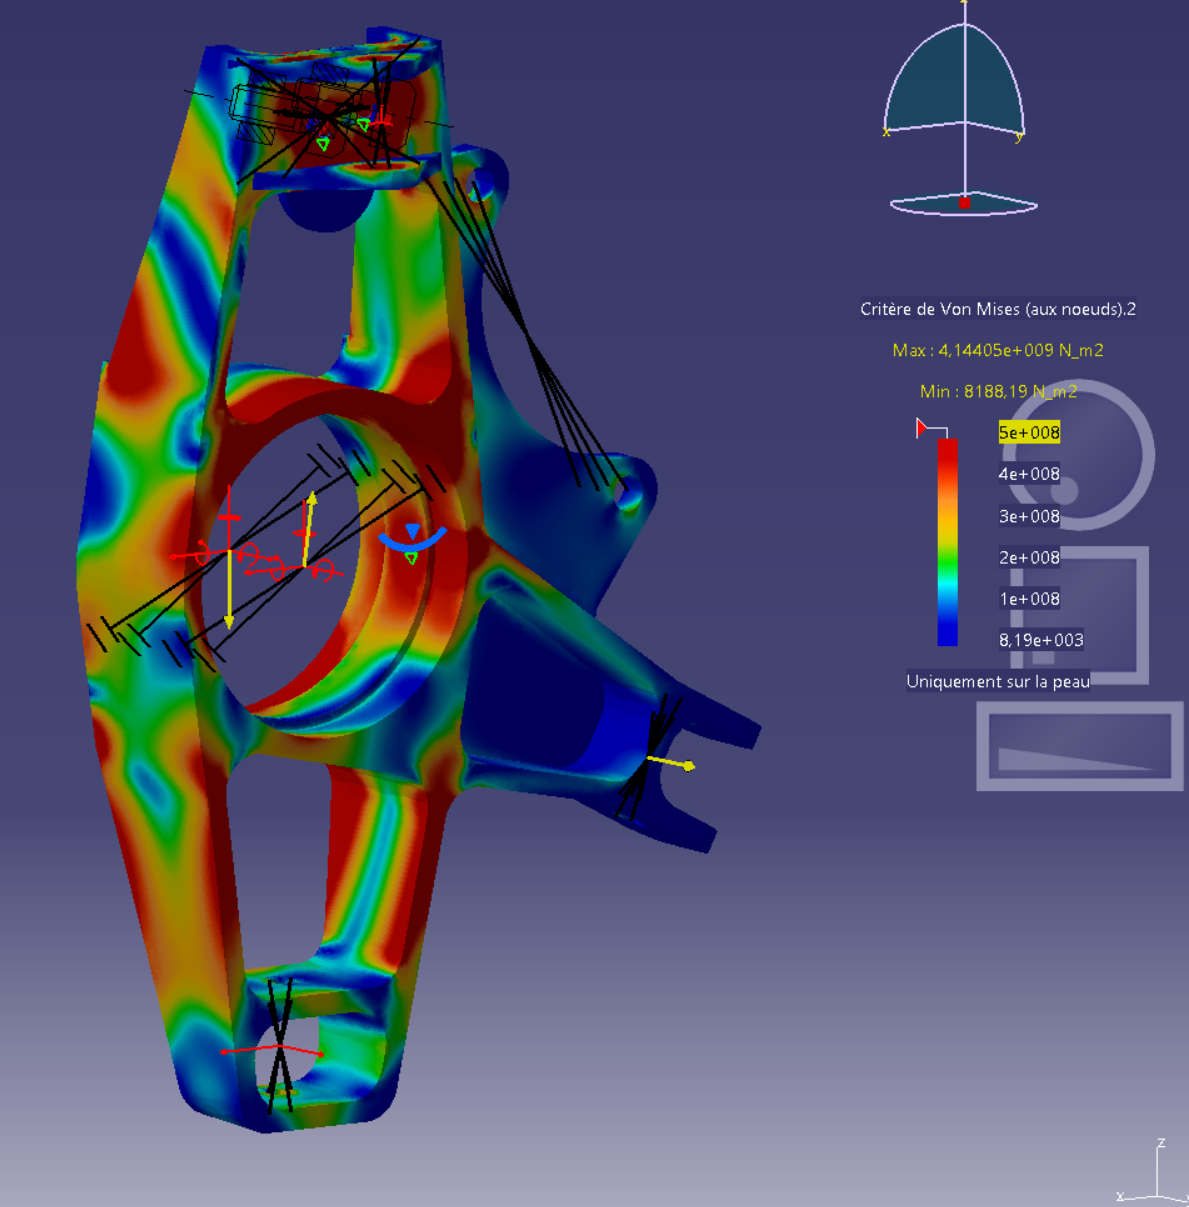 z
x
y
Critère de Von Mises (aux noeuds).2
Max : 4,14405e+009 N_m2
Min : 8188,19 N_m2
5e+008
4e+008
3e+008
2e+008
1e+008
8,19e+003
Uniquement sur la peau
z
x